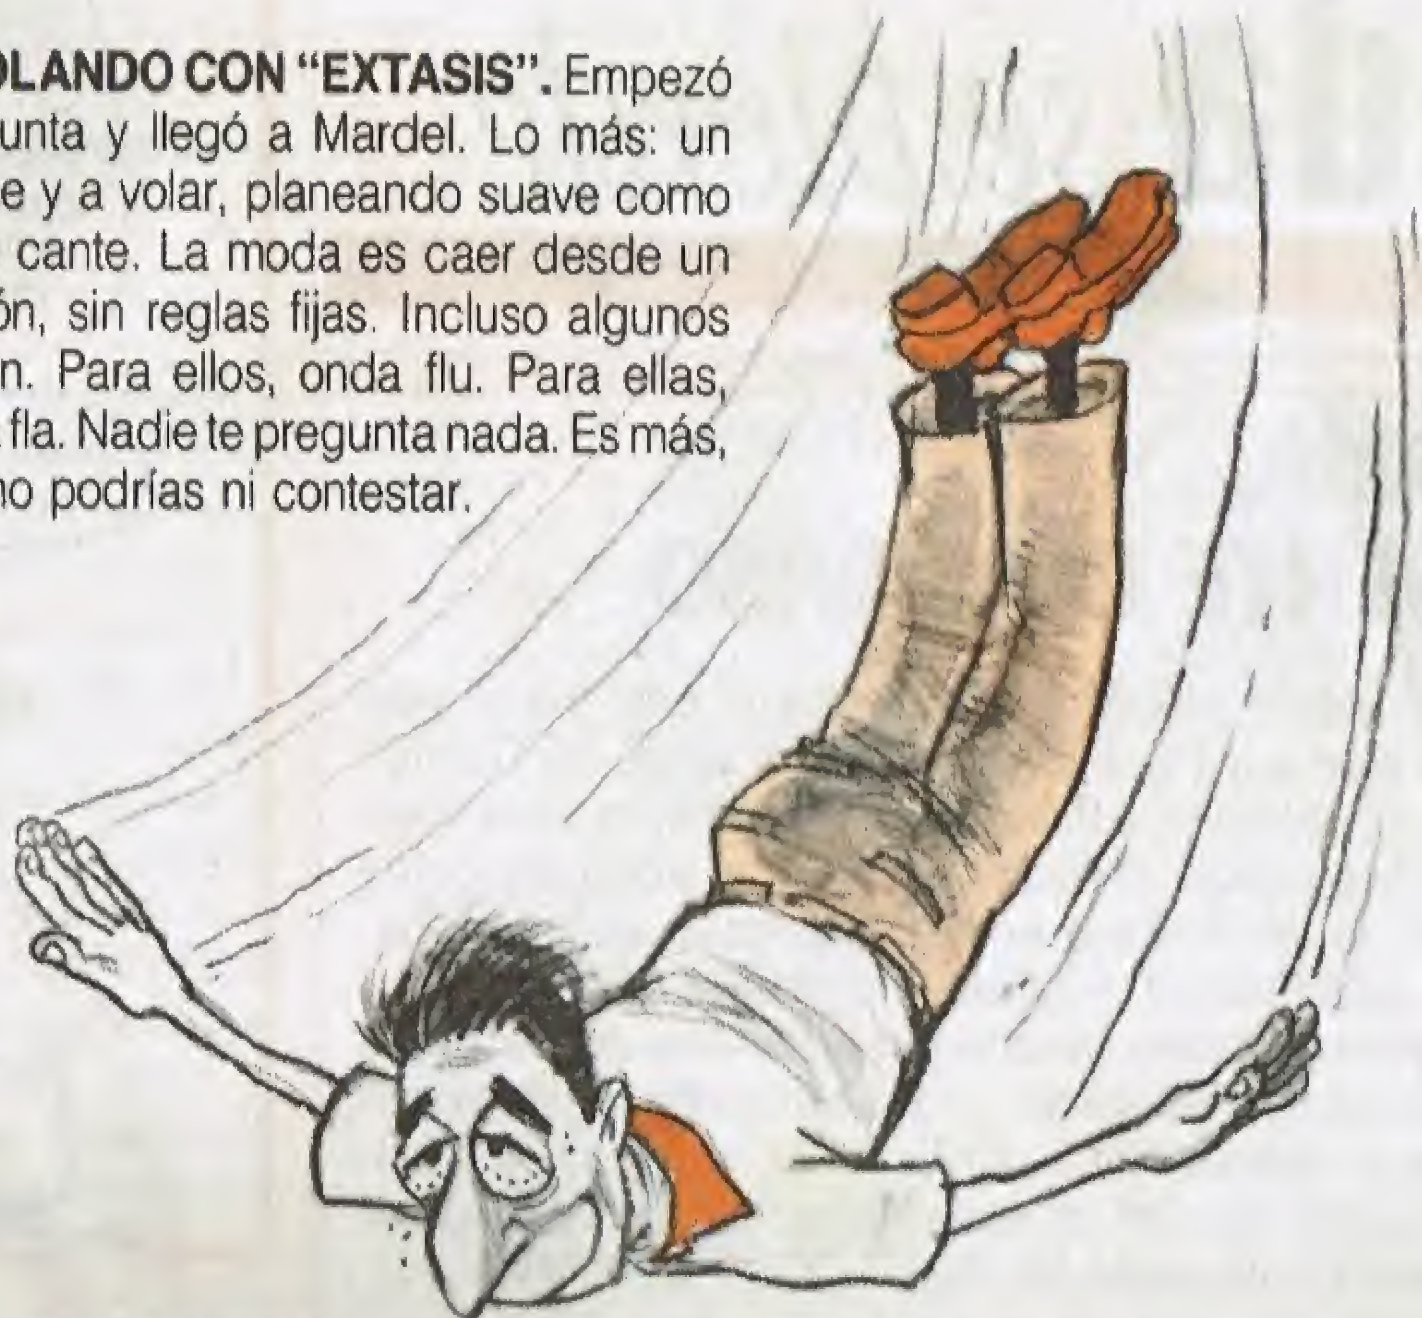 OLANDO CON “EXTASIS”. Empezó
unta y llegó a Mardel. Lo más: un
e y a volar, planeando suave como
cante. La moda es caer desde un
ón, sin reglas fijas. Incluso algunos
n. Para ellos, onda flu. Para ellas,
fla. Nadie te pregunta nada. Es más,
no podrías ni contestar.